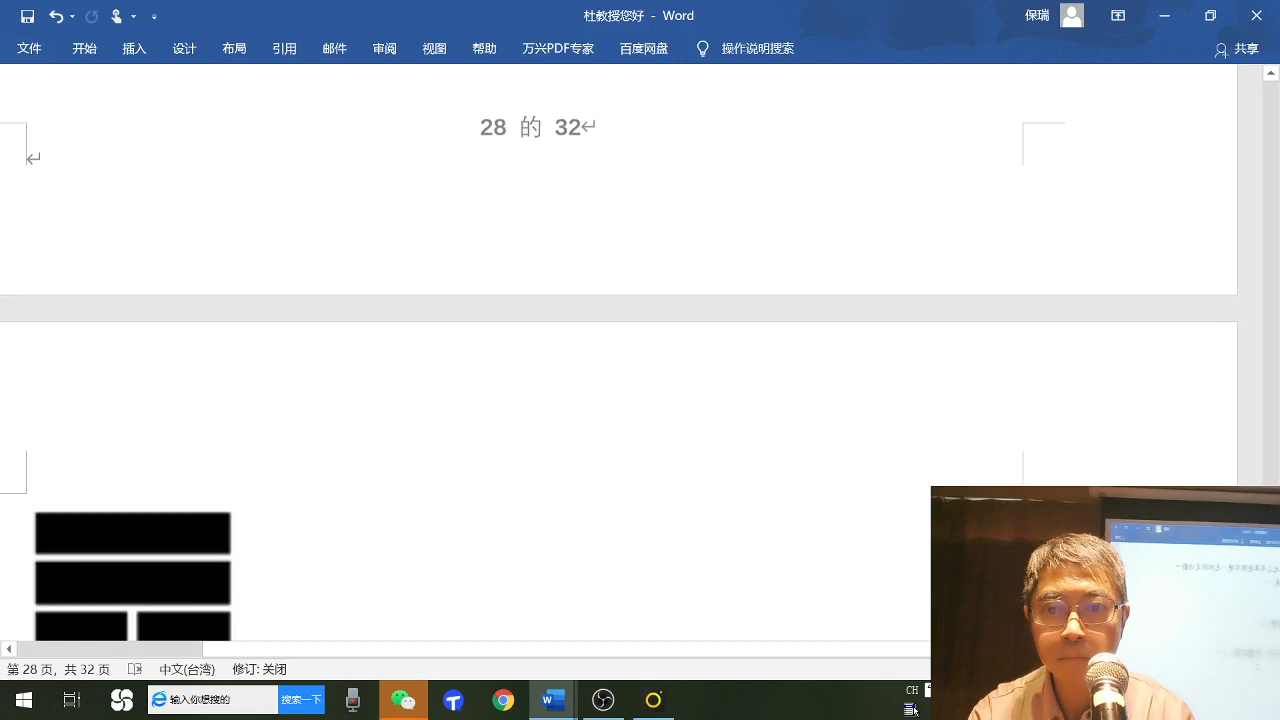 杜教授您好 - Word
保瑞
文件 开始 插入 设计 布局 引用 邮件 审阅 视图 帮助 万兴PDF专家 百度网盘 操作说明搜索 共享
28 的 32
第 28 页，共 32 页 中文(台湾) 修订: 关闭
输入你想搜的 搜索一下
CH